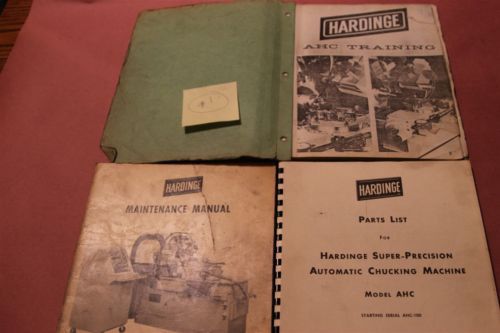 HARDINGE
AHC TRAINING
#1
HARDINGE
MAINTENANCE MANUAL
HARDINGE
PARTS LIST
FOR
HARDINGE SUPER-PRECISION
AUTOMATIC CHUCKING MACHINE
MODEL AHC
STARTING SERIAL AHC-100